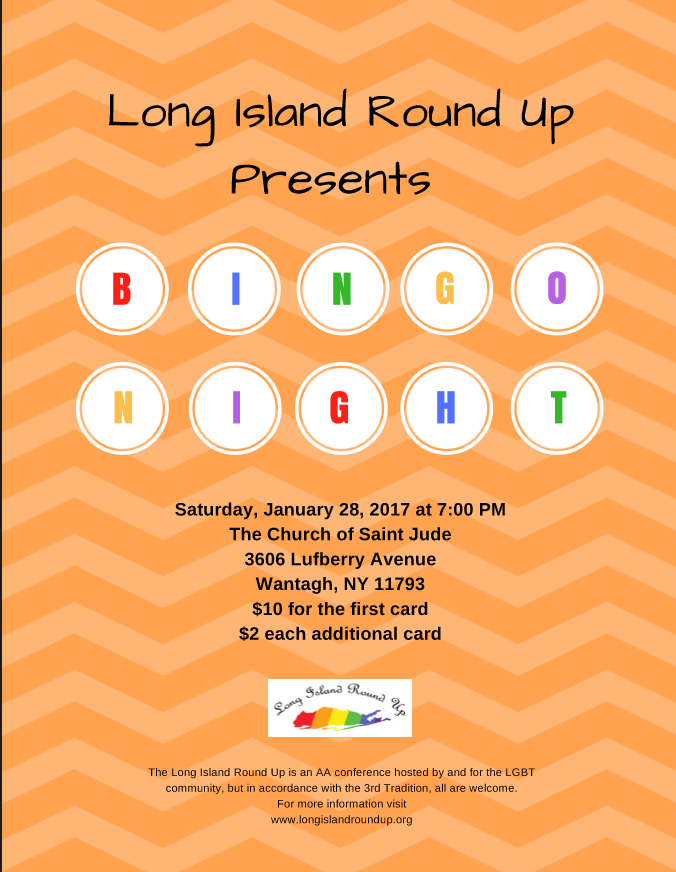 Long Island Round Up
Presents
BINGO
NIGHT
Saturday, January 28, 2017 at 7:00 PM
The Church of Saint Jude
3606 Lufberry Avenue
Wantagh, NY 11793
$10 for the first card
$2 each additional card
Long Island Round Up
The Long Island Round Up is an AA conference hosted by and for the LGBT
community, but in accordance with the 3rd Tradition, all are welcome.
For more information visit
www.longislandroundup.org